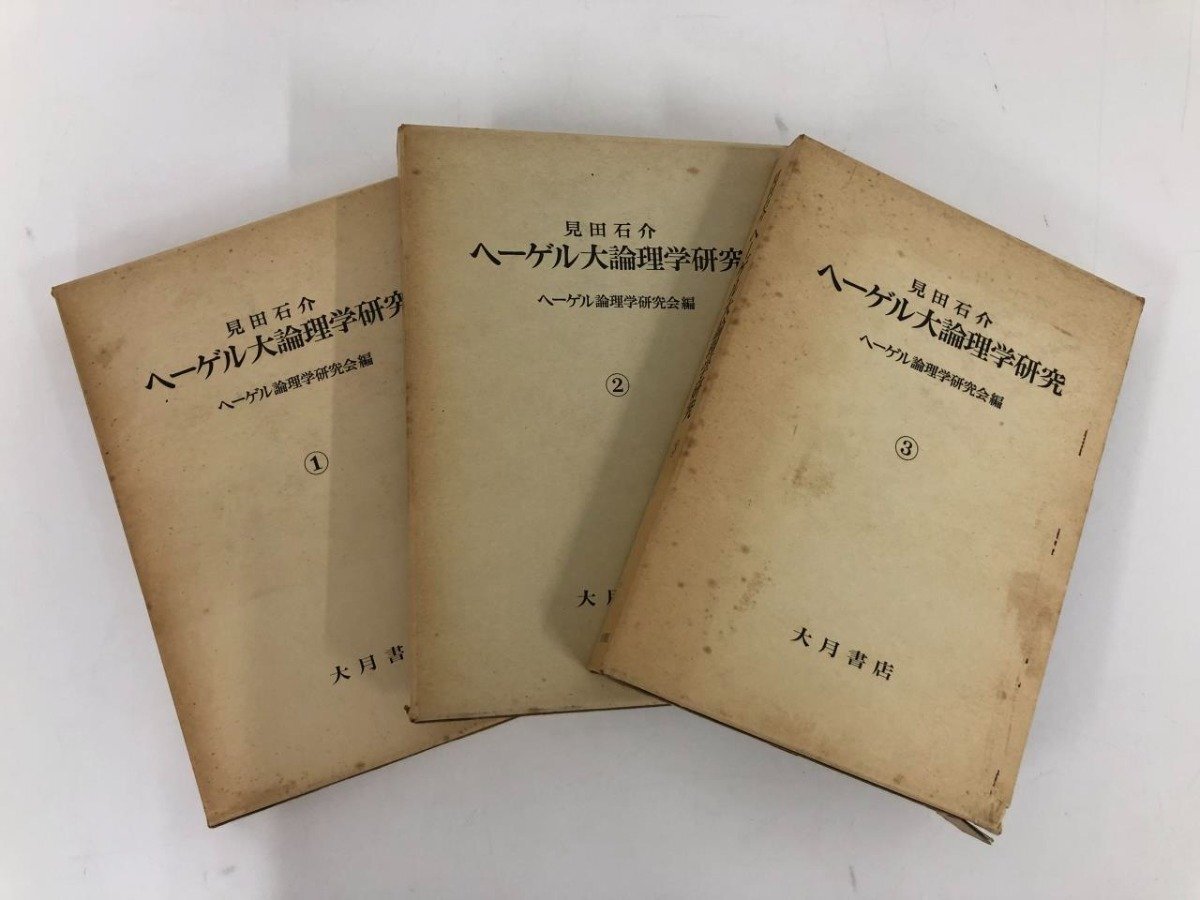 見田石介
ヘーゲル大論理学研究
ヘーゲル論理学研究会編
①
大月書
見田石介
ヘーゲル大論理学研究
ヘーゲル論理学研究会編
②
大
見田石介
ヘーゲル大論理学研究
ヘーゲル論理学研究会編
③
大月書店